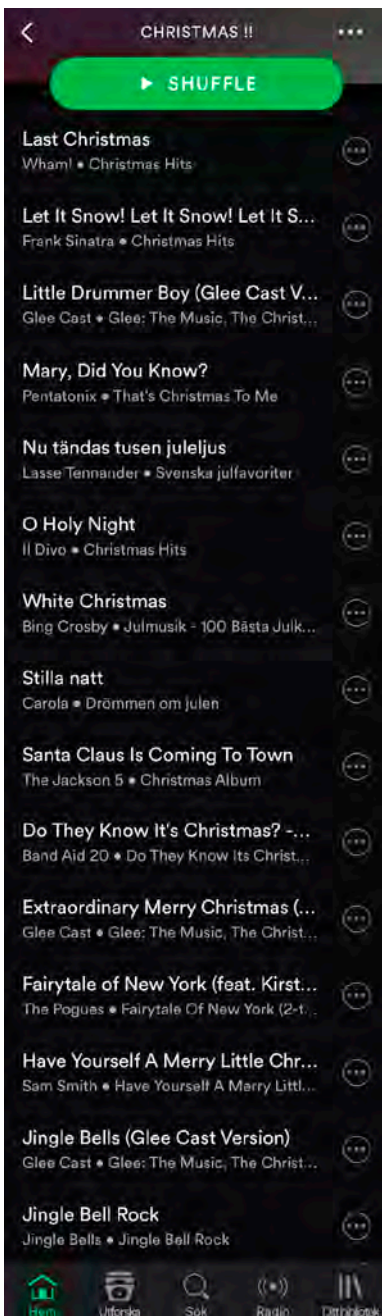 CHRISTMAS !!
SHUFFLE
Last Christmas
Wham! • Christmas Hits
Let It Snow! Let It Snow! Let It S...
Frank Sinatra • Christmas Hits
Little Drummer Boy (Glee Cast V...
Glee Cast • Glee: The Music, The Christ...
Mary, Did You Know?
Pentatonix • That's Christmas To Me
Nu tändas tusen juleljus
Lasse Tennander • Svenska julfavoriter
O Holy Night
Il Divo • Christmas Hits
White Christmas
Bing Crosby • Julmusik - 100 Bästa Julk...
Stilla natt
Carola • Drömmen om julen
Santa Claus Is Coming To Town
The Jackson 5 • Christmas Album
Do They Know It's Christmas? -...
Band Aid 20 • Do They Know Its Christ...
Extraordinary Merry Christmas (...
Glee Cast • Glee: The Music, The Christ...
Fairytale of New York (feat. Kirst...
The Pogues • Fairytale Of New York (2-t...
Have Yourself A Merry Little Chr...
Sam Smith • Have Yourself A Merry Littl...
Jingle Bells (Glee Cast Version)
Glee Cast • Glee: The Music, The Christ...
Jingle Bell Rock
Jingle Bells • Jingle Bell Rock
Hem Utforska Sök Radio Ditt bibliotek